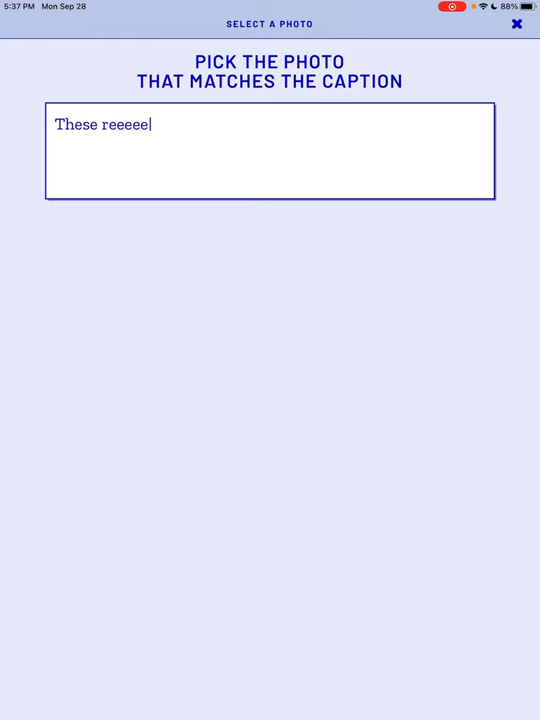 5:37 PM Mon Sep 28 88%
SELECT A PHOTO
PICK THE PHOTO
THAT MATCHES THE CAPTION
These reeeee